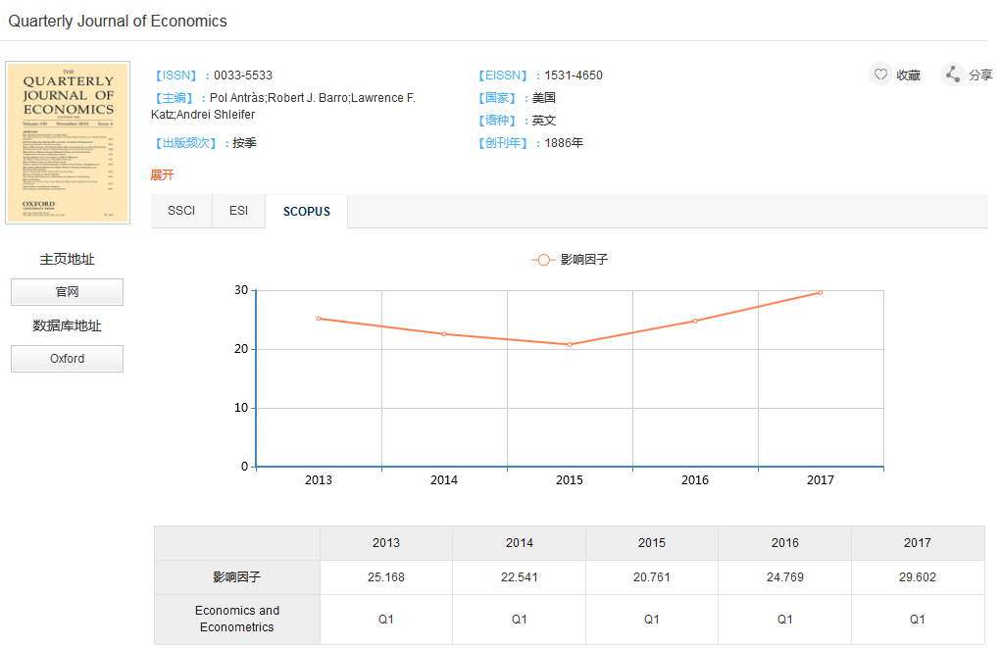 Quarterly Journal of Economics
THE
QUARTERLY
JOURNAL OF
ECONOMICS
OXFORD
UNIVERSITY PRESS
【ISSN】：0033-5533
【EISSN】：1531-4650
收藏
分享
【主编】：Pol Antràs;Robert J. Barro;Lawrence F.
Katz;Andrei Shleifer
【国家】：美国
【语种】：英文
【出版频次】：按季
【创刊年】：1886年
展开
SSCI
ESI
SCOPUS
主页地址
官网
数据库地址
Oxford
影响因子
30
20
10
0
2013 2014 2015 2016 2017
2013 2014 2015 2016 2017
影响因子 25.168 22.541 20.761 24.769 29.602
Economics and
Econometrics Q1 Q1 Q1 Q1 Q1